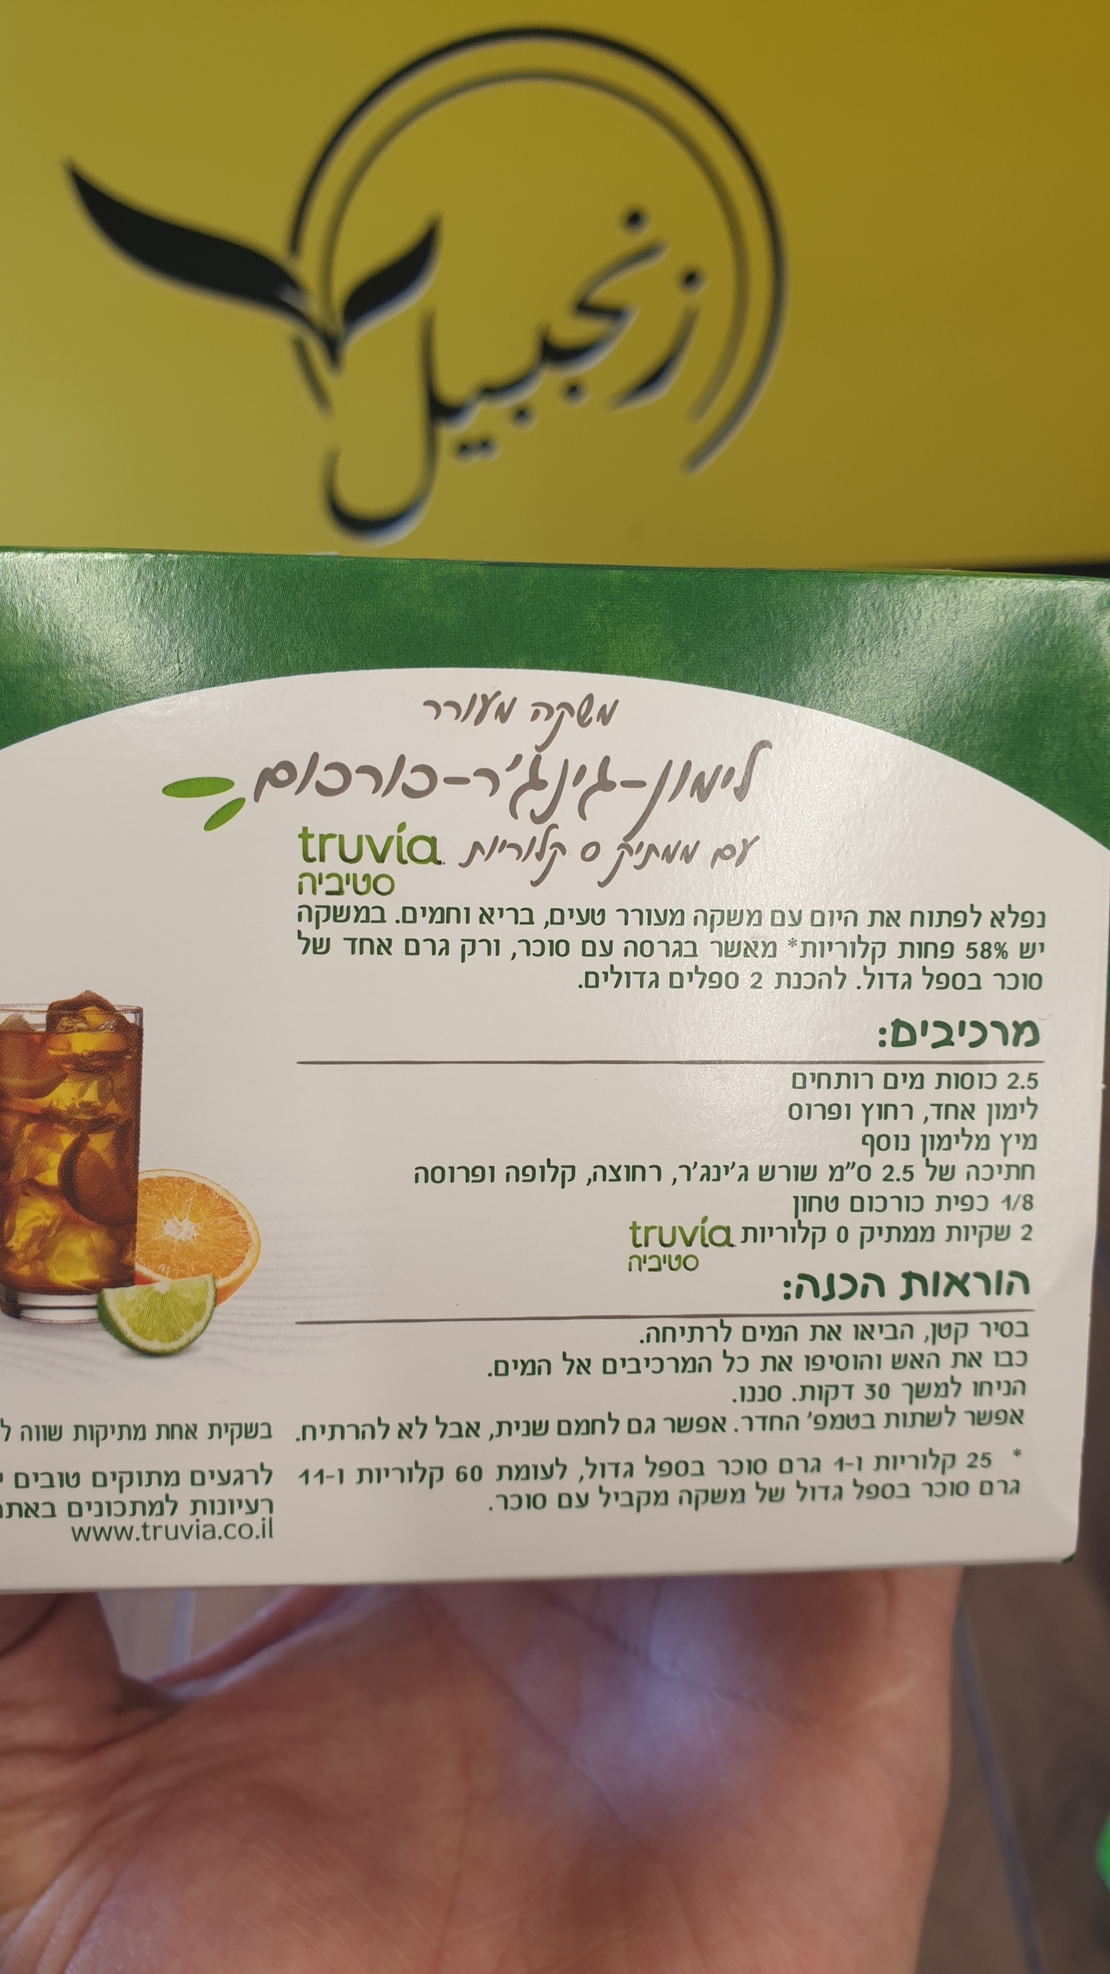 زنجبيل
משקה מעורר
לימון-ג'ינג'ר-כורכום
עם ממתיק 0 קלוריות truvía
סטיביה
נפלא לפתוח את היום עם משקה מעורר טעים, בריא וחמים. במשקה
יש 58% פחות קלוריות* מאשר בגרסה עם סוכר, ורק גרם אחד של
סוכר בספל גדול. להכנת 2 ספלים גדולים.
מרכיבים:
2.5 כוסות מים רותחים
לימון אחד, רחוץ ופרוס
מיץ מלימון נוסף
חתיכה של 2.5 ס"מ שורש ג'ינג'ר, רחוצה, קלופה ופרוסה
1/8 כפית כורכום טחון
2 שקיות ממתיק 0 קלוריות truvía
סטיביה
הוראות הכנה:
בסיר קטן, הביאו את המים לרתיחה.
כבו את האש והוסיפו את כל המרכיבים אל המים.
הניחו למשך 30 דקות. סננו.
אפשר לשתות בטמפ' החדר. אפשר גם לחמם שנית, אבל לא להרתיח.
* 25 קלוריות ו-1 גרם סוכר בספל גדול, לעומת 60 קלוריות ו-11
גרם סוכר בספל גדול של משקה מקביל עם סוכר.
בשקית אחת מתיקות שווה ל
לרגעים מתוקים טובים
רעיונות למתכונים באתר
www.truvia.co.il